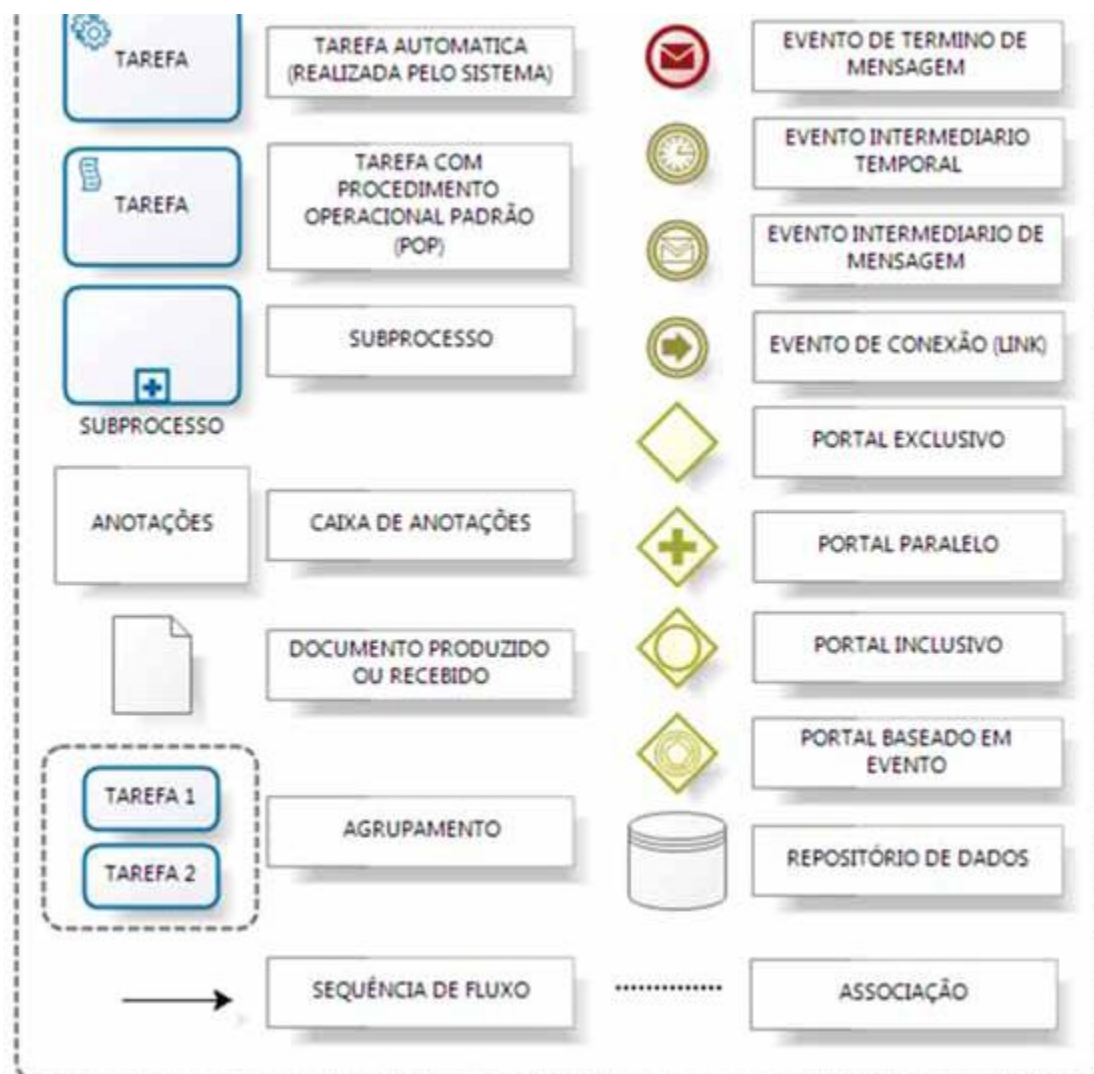 TAREFA
TAREFA AUTOMATICA
(REALIZADA PELO SISTEMA)
EVENTO DE TERMINO DE
MENSAGEM
TAREFA
TAREFA COM
PROCEDIMENTO
OPERACIONAL PADRÃO
(POP)
EVENTO INTERMEDIARIO
TEMPORAL
EVENTO INTERMEDIARIO DE
MENSAGEM
SUBPROCESSO
SUBPROCESSO
EVENTO DE CONEXÃO (LINK)
PORTAL EXCLUSIVO
ANOTAÇÕES
CAIXA DE ANOTAÇÕES
PORTAL PARALELO
DOCUMENTO PRODUZIDO
OU RECEBIDO
PORTAL INCLUSIVO
PORTAL BASEADO EM
EVENTO
TAREFA 1
TAREFA 2
AGRUPAMENTO
REPOSITÓRIO DE DADOS
SEQUÊNCIA DE FLUXO
ASSOCIAÇÃO